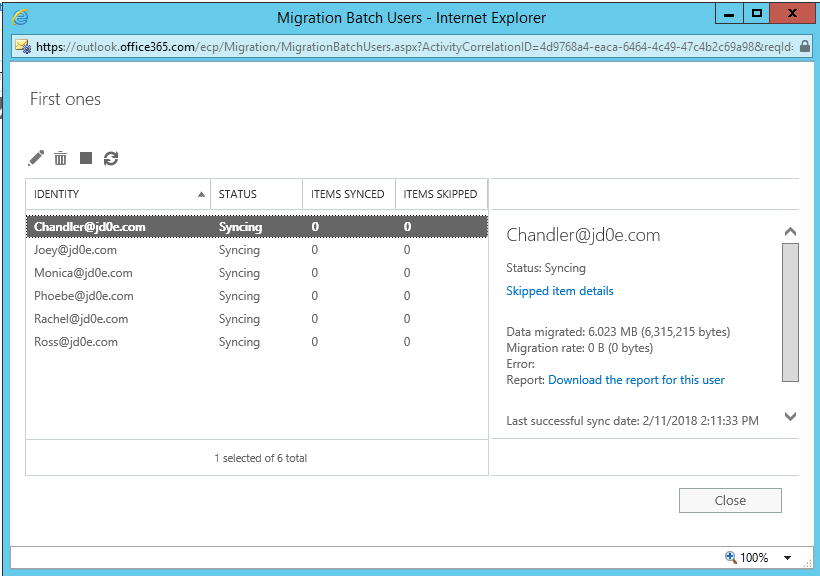 Migration Batch Users - Internet Explorer
https://outlook.office365.com/ecp/Migration/MigrationBatchUsers.aspx?ActivityCorrelationID=4d9768a4-eaca-6464-4c49-47c4b2c69a98&reqId=
First ones
IDENTITY STATUS ITEMS SYNCED ITEMS SKIPPED
Chandler@jd0e.com Syncing 0 0
Joey@jd0e.com Syncing 0 0
Monica@jd0e.com Syncing 0 0
Phoebe@jd0e.com Syncing 0 0
Rachel@jd0e.com Syncing 0 0
Ross@jd0e.com Syncing 0 0
1 selected of 6 total
Chandler@jd0e.com
Status: Syncing
Skipped item details
Data migrated: 6.023 MB (6,315,215 bytes)
Migration rate: 0 B (0 bytes)
Error:
Report: Download the report for this user
Last successful sync date: 2/11/2018 2:11:33 PM
Close
100%